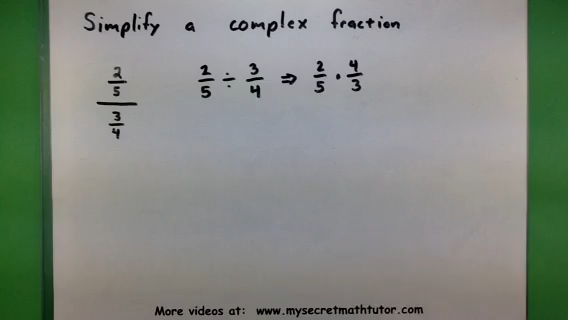 Simplify a complex fraction
2/5 / 3/4  2/5 ÷ 3/4 ⇒ 2/5 · 4/3
More videos at: www.mysecretmathtutor.com